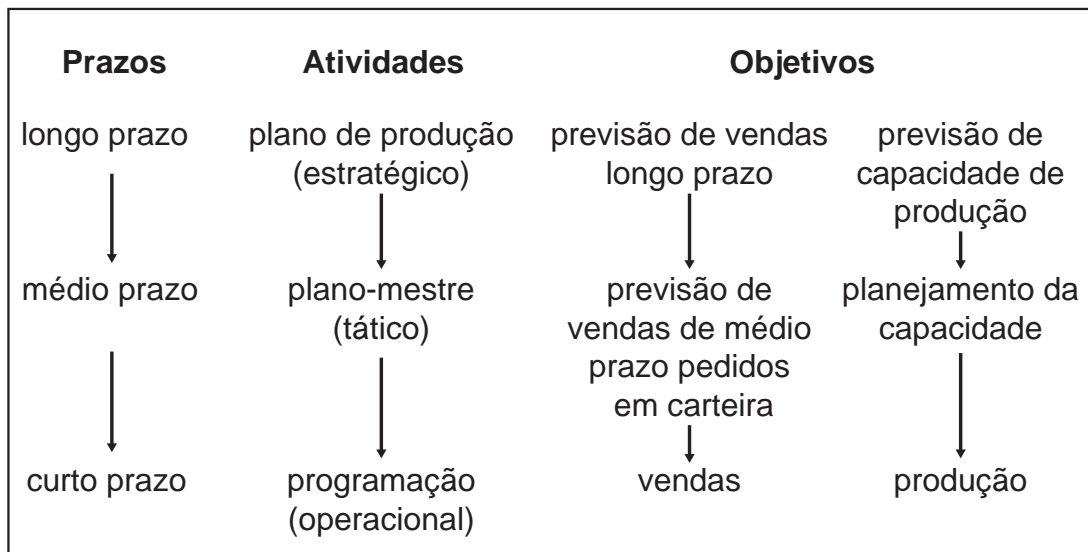 Prazos Atividades Objetivos
longo prazo plano de produção previsão de vendas previsão de
(estratégico) longo prazo capacidade de
produção
médio prazo plano-mestre previsão de planejamento da
(tático) vendas de médio capacidade
prazo pedidos
em carteira
curto prazo programação vendas produção
(operacional)